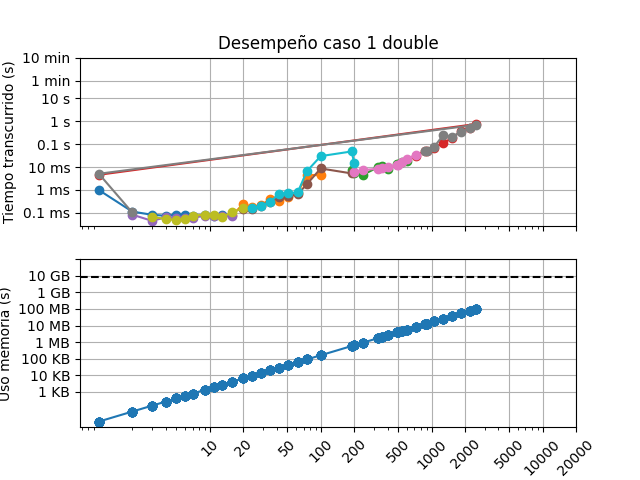 Desempeño caso 1 double
Tiempo transcurrido (s)
10 min
1 min
10 s
1 s
0.1 s
10 ms
1 ms
0.1 ms
Uso memoria (s)
10 GB
1 GB
100 MB
10 MB
1 MB
100 KB
10 KB
1 KB
10
20
50
100
200
500
1000
2000
5000
10000
20000